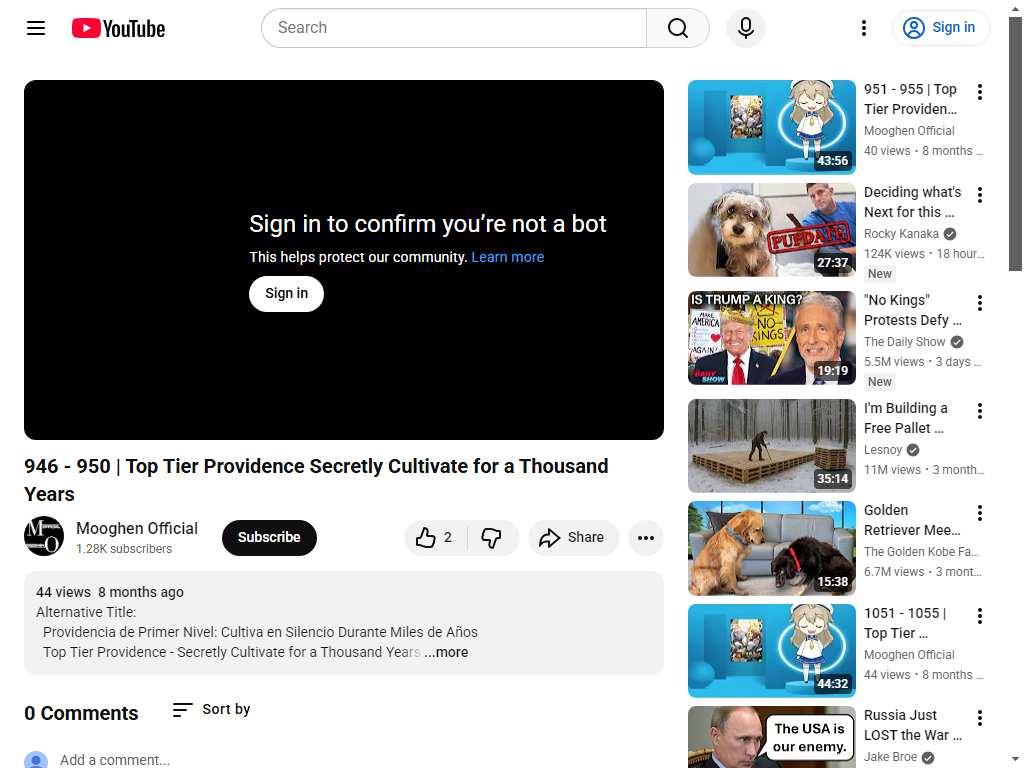 YouTube
Search
Sign in
Sign in to confirm you’re not a bot
This helps protect our community. Learn more
Sign in
946 - 950 | Top Tier Providence Secretly Cultivate for a Thousand
Years
Mooghen Official
1.28K subscribers
Subscribe
2
Share
44 views 8 months ago
Alternative Title:
Providencia de Primer Nivel: Cultiva en Silencio Durante Miles de Años
Top Tier Providence - Secretly Cultivate for a Thousand Years ...more
0 Comments
Sort by
Add a comment...
43:56
951 - 955 | Top
Tier Providen...
Mooghen Official
40 views • 8 months ...
PUPDATE
27:37
Deciding what's
Next for this ...
Rocky Kanaka
124K views • 18 hour...
New
IS TRUMP A KING?
MAKE
AMERICA
AGAIN!
NO
KINGS
THE DAILY
SHOW
19:19
"No Kings"
Protests Defy ...
The Daily Show
5.5M views • 3 days ...
New
35:14
I'm Building a
Free Pallet ...
Lesnoy
11M views • 3 month...
15:38
Golden
Retriever Mee...
The Golden Kobe Fa...
6.7M views • 3 mont...
44:32
1051 - 1055 |
Top Tier ...
Mooghen Official
44 views • 8 months ...
The USA is
our enemy.
Russia Just
LOST the War ...
Jake Broe